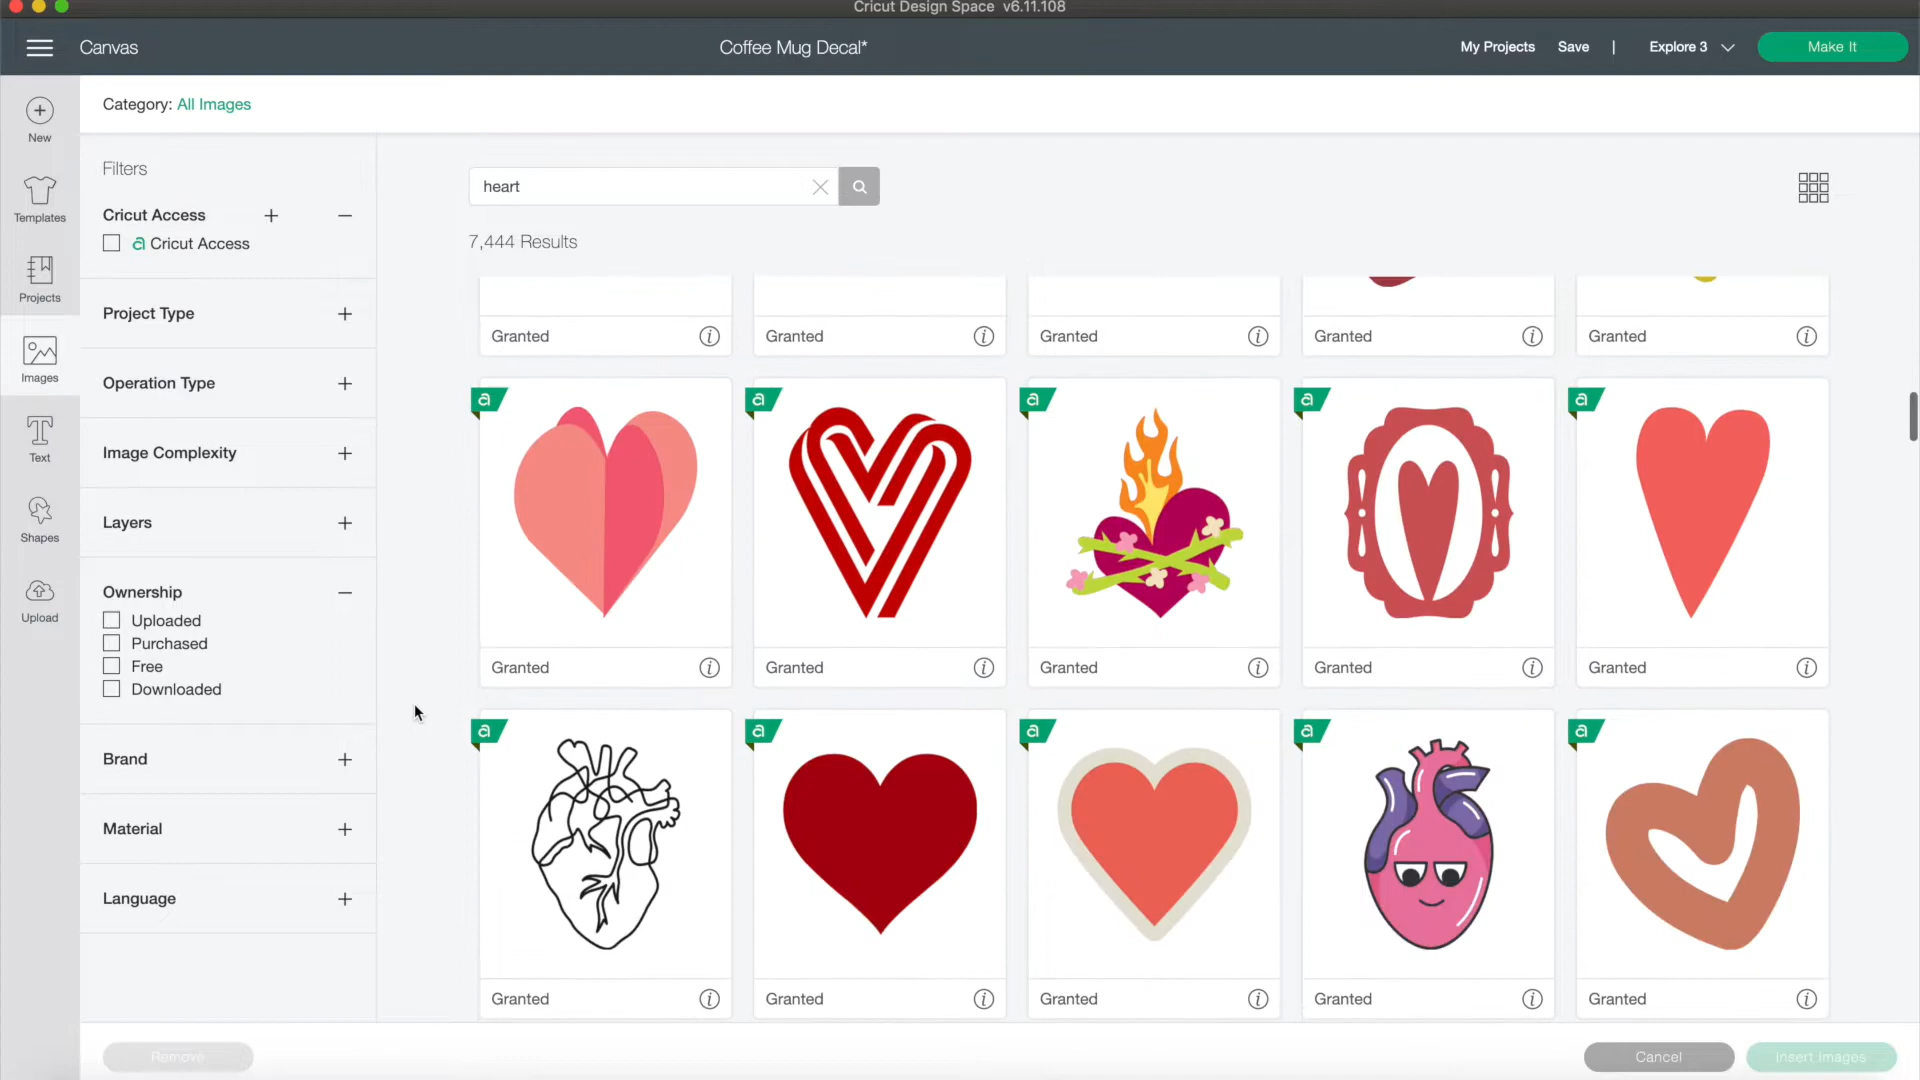 Cricut Design Space v6.11.108
Canvas
Coffee Mug Decal*
My Projects Save | Explore 3 Make It
New
Templates
Projects
Images
Text
Shapes
Upload
Category: All Images
Filters
Cricut Access + −
a Cricut Access
Project Type +
Operation Type +
Image Complexity +
Layers +
Ownership −
Uploaded
Purchased
Free
Downloaded
Brand +
Material +
Language +
heart
7,444 Results
Granted i Granted i Granted i Granted i Granted i
a a a a a
Granted i Granted i Granted i Granted i Granted i
a a a a a
Granted i Granted i Granted i Granted i Granted i
Remove Cancel Insert Images